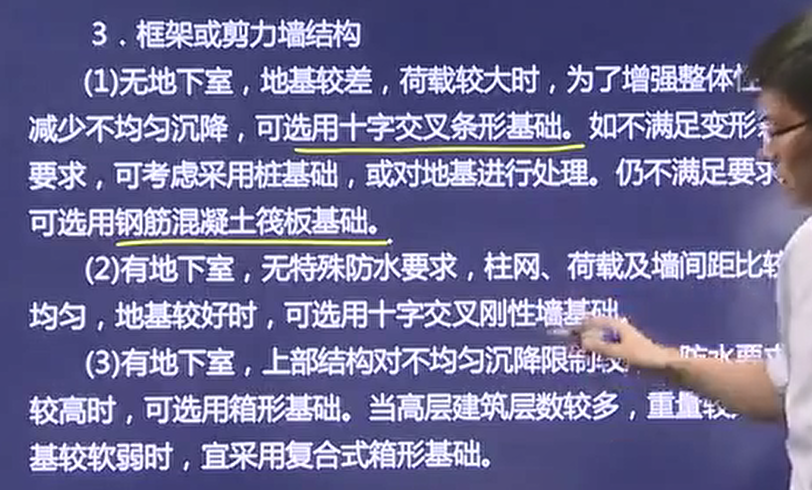 3．框架或剪力墙结构
(1)无地下室，地基较差，荷载较大时，为了增强整体性
减少不均匀沉降，可选用十字交叉条形基础。如不满足变形
要求，可考虑采用桩基础，或对地基进行处理。仍不满足要求
可选用钢筋混凝土筏板基础。
(2)有地下室，无特殊防水要求，柱网、荷载及墙间距比较
均匀，地基较好时，可选用十字交叉刚性墙基础。
(3)有地下室，上部结构对不均匀沉降限制较 防水要求
较高时，可选用箱形基础。当高层建筑层数较多，重量较
基较软弱时，宜采用复合式箱形基础。